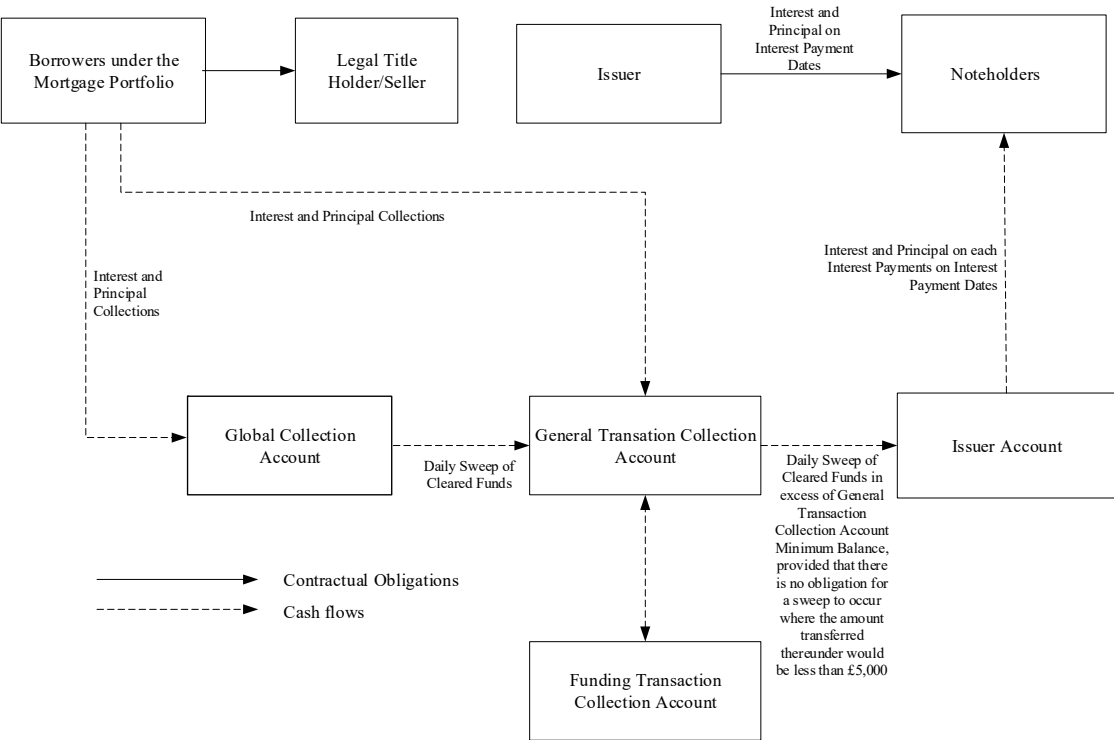 Borrowers under the
Mortgage Portfolio
Legal Title
Holder/Seller
Issuer
Interest and
Principal on
Interest Payment
Dates
Noteholders
Interest and Principal Collections
Interest and
Principal
Collections
Interest and Principal on each
Interest Payments on Interest
Payment Dates
Global Collection
Account
Daily Sweep of
Cleared Funds
General Transation Collection
Account
Daily Sweep of
Cleared Funds in
excess of General
Transaction
Collection Account
Minimum Balance,
provided that there
is no obligation for
a sweep to occur
where the amount
transferred
thereunder would
be less than £5,000
Issuer Account
Contractual Obligations
Cash flows
Funding Transaction
Collection Account